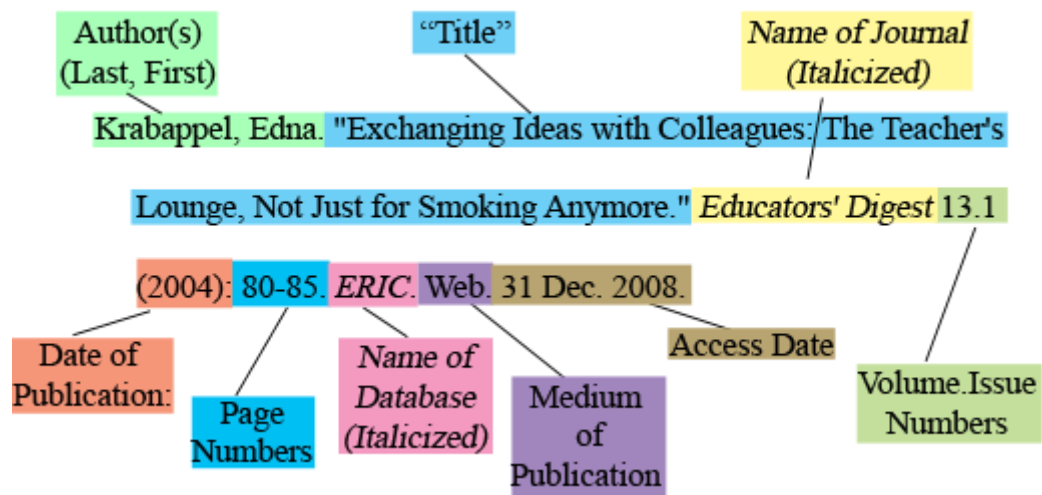 Author(s)
(Last, First)
“Title”
Name of Journal
(Italicized)
Krabappel, Edna. "Exchanging Ideas with Colleagues: The Teacher's
Lounge, Not Just for Smoking Anymore." Educators' Digest 13.1
(2004): 80-85. ERIC. Web. 31 Dec. 2008.
Date of
Publication:
Page
Numbers
Name of
Database
(Italicized)
Medium
of
Publication
Access Date
Volume.Issue
Numbers